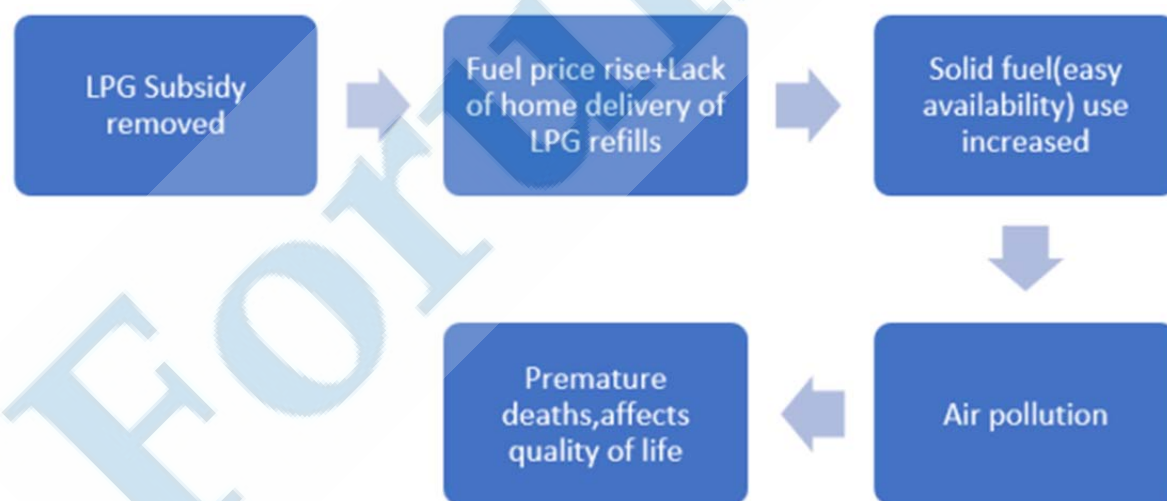 LPG Subsidy
removed
Fuel price rise+Lack
of home delivery of
LPG refills
Solid fuel(easy
availability) use
increased
Air pollution
Premature
deaths,affects
quality of life